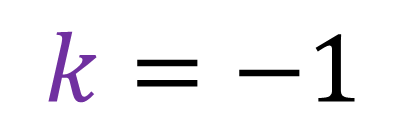 k = −1